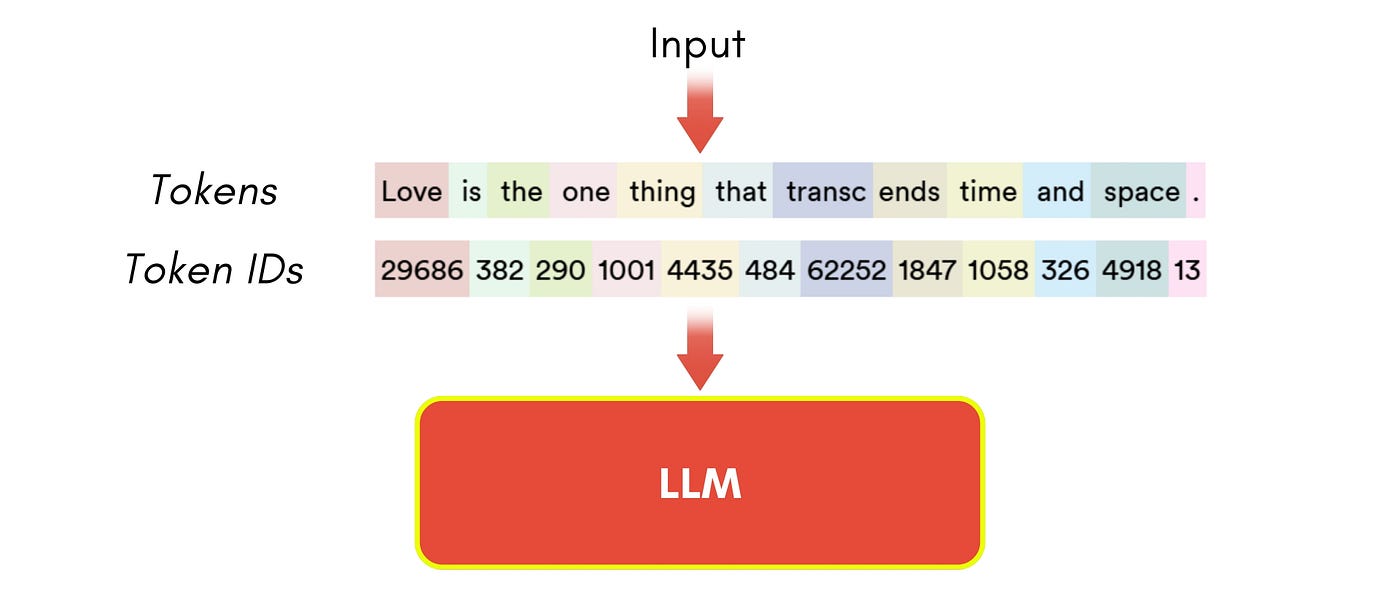 Input
Tokens Love is the one thing that transc ends time and space .
Token IDs 29686 382 290 1001 4435 484 62252 1847 1058 326 4918 13
LLM